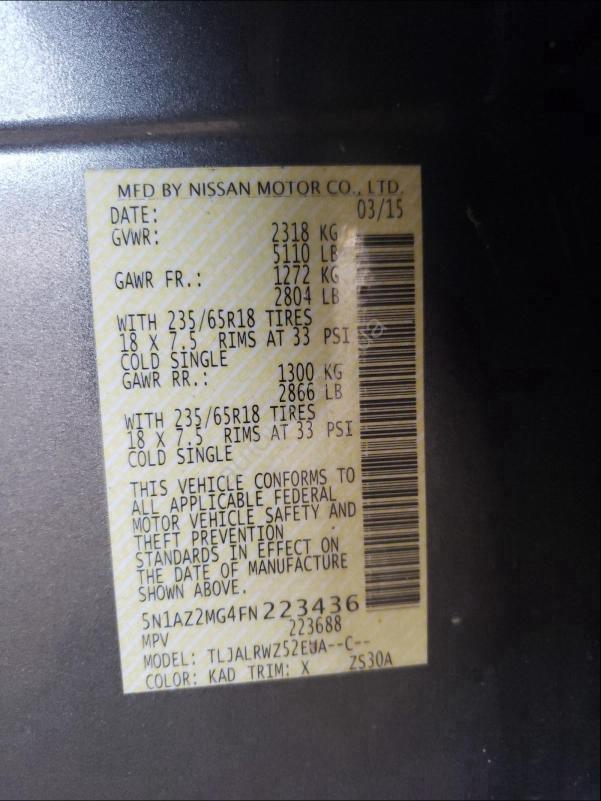 MFD BY NISSAN MOTOR CO., LTD.
DATE: 03/15
GVWR: 2318 KG
5110 LB
GAWR FR.: 1272 KG
2804 LB
WITH 235/65R18 TIRES
18 X 7.5 RIMS AT 33 PSI
COLD SINGLE
GAWR RR.: 1300 KG
2866 LB
WITH 235/65R18 TIRES
18 X 7.5 RIMS AT 33 PSI
COLD SINGLE
THIS VEHICLE CONFORMS TO
ALL APPLICABLE FEDERAL
MOTOR VEHICLE SAFETY AND
THEFT PREVENTION
STANDARDS IN EFFECT ON
THE DATE OF MANUFACTURE
SHOWN ABOVE.
5N1AZ2MG4FN223436
MPV 223688
MODEL: TLJALRWZ52EUA--C--
COLOR: KAD TRIM: X ZS30A